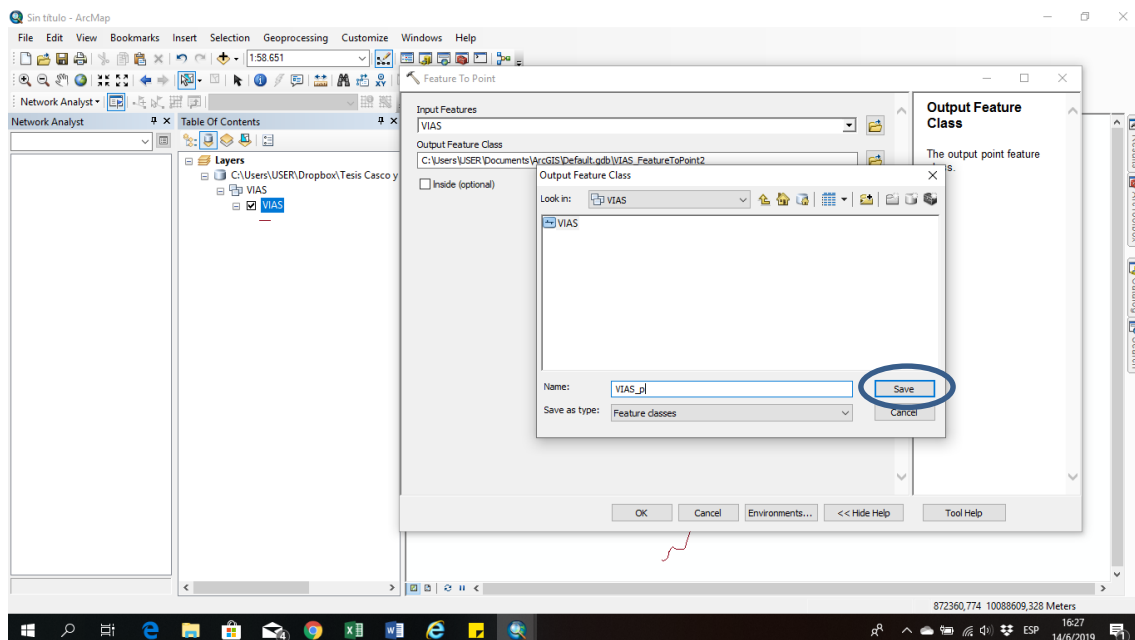 Sin título - ArcMap
File Edit View Bookmarks Insert Selection Geoprocessing Customize Windows Help
1:58.651
Feature To Point
Network Analyst
Network Analyst
Table Of Contents
Layers
C:\Users\USER\Dropbox\Tesis Casco y
VIAS
VIAS
Input Features
VIAS
Output Feature Class
C:\Users\USER\Documents\ArcGIS\Default.gdb\VIAS_FeatureToPoint2
Inside (optional)
Output Feature
Class
The output point feature
Output Feature Class
Look in: VIAS
VIAS
Name: VIAS_p
Save
Save as type: Feature classes
Cancel
OK Cancel Environments... << Hide Help Tool Help
872360,774 10088609,328 Meters
ESP
16:27
14/6/2019